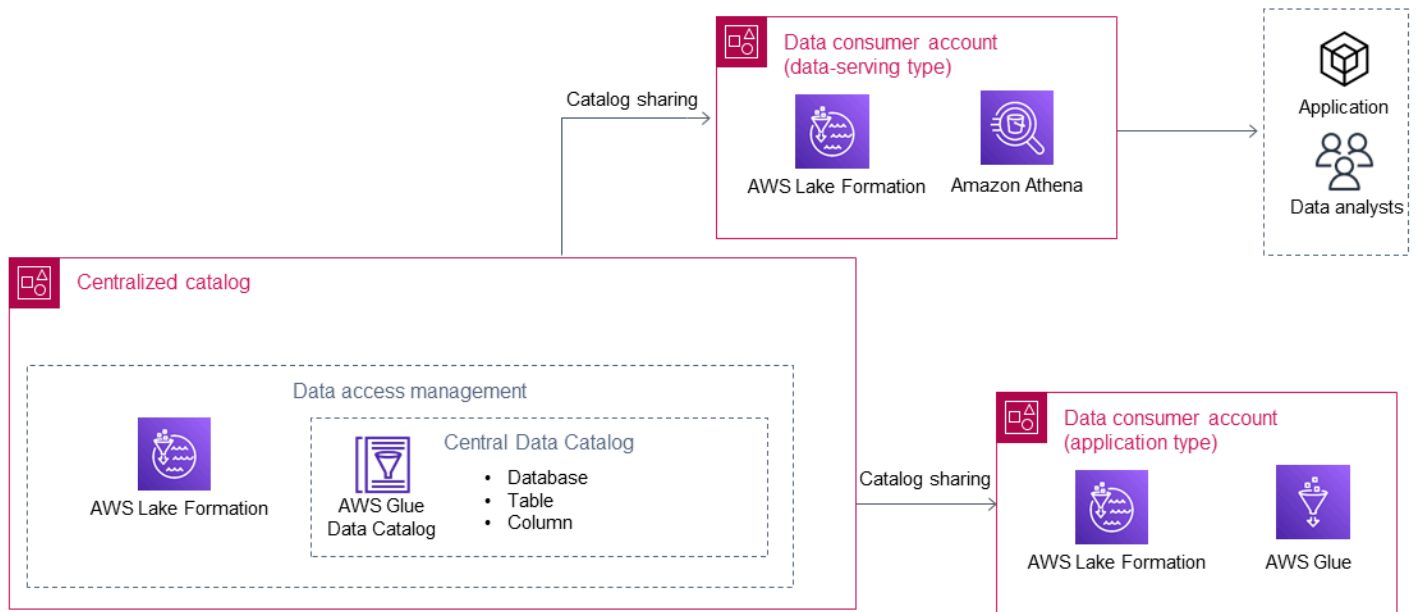 Data consumer account
(data-serving type)
Catalog sharing
AWS Lake Formation
Amazon Athena
Application
Data analysts
Centralized catalog
Data access management
AWS Lake Formation
Central Data Catalog
• Database
• Table
• Column
AWS Glue
Data Catalog
Catalog sharing
Data consumer account
(application type)
AWS Lake Formation
AWS Glue